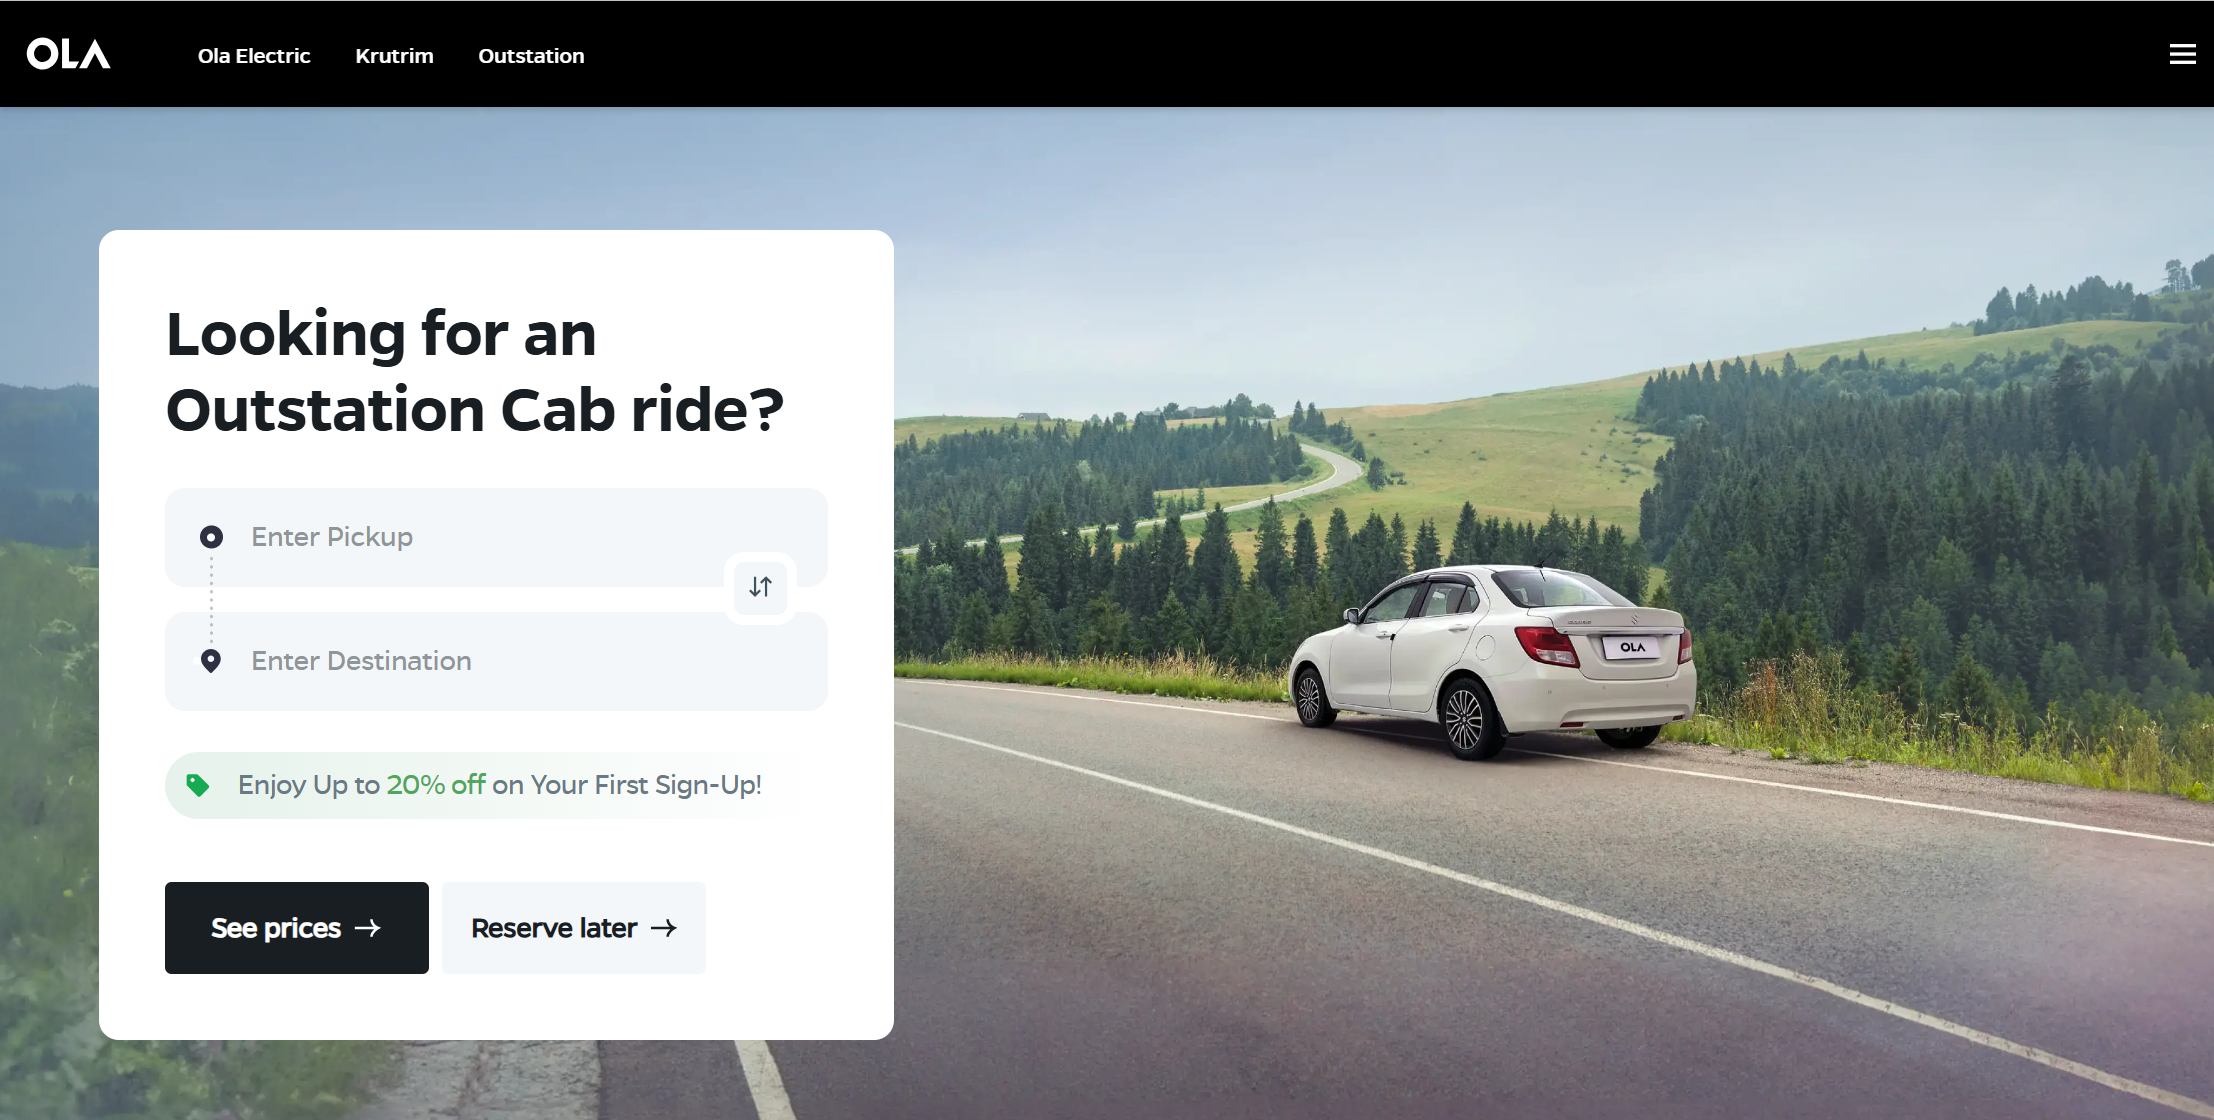 OLA
Ola Electric
Krutrim
Outstation
Looking for an
Outstation Cab ride?
Enter Pickup
Enter Destination
Enjoy Up to 20% off on Your First Sign-Up!
See prices →
Reserve later →
OLA